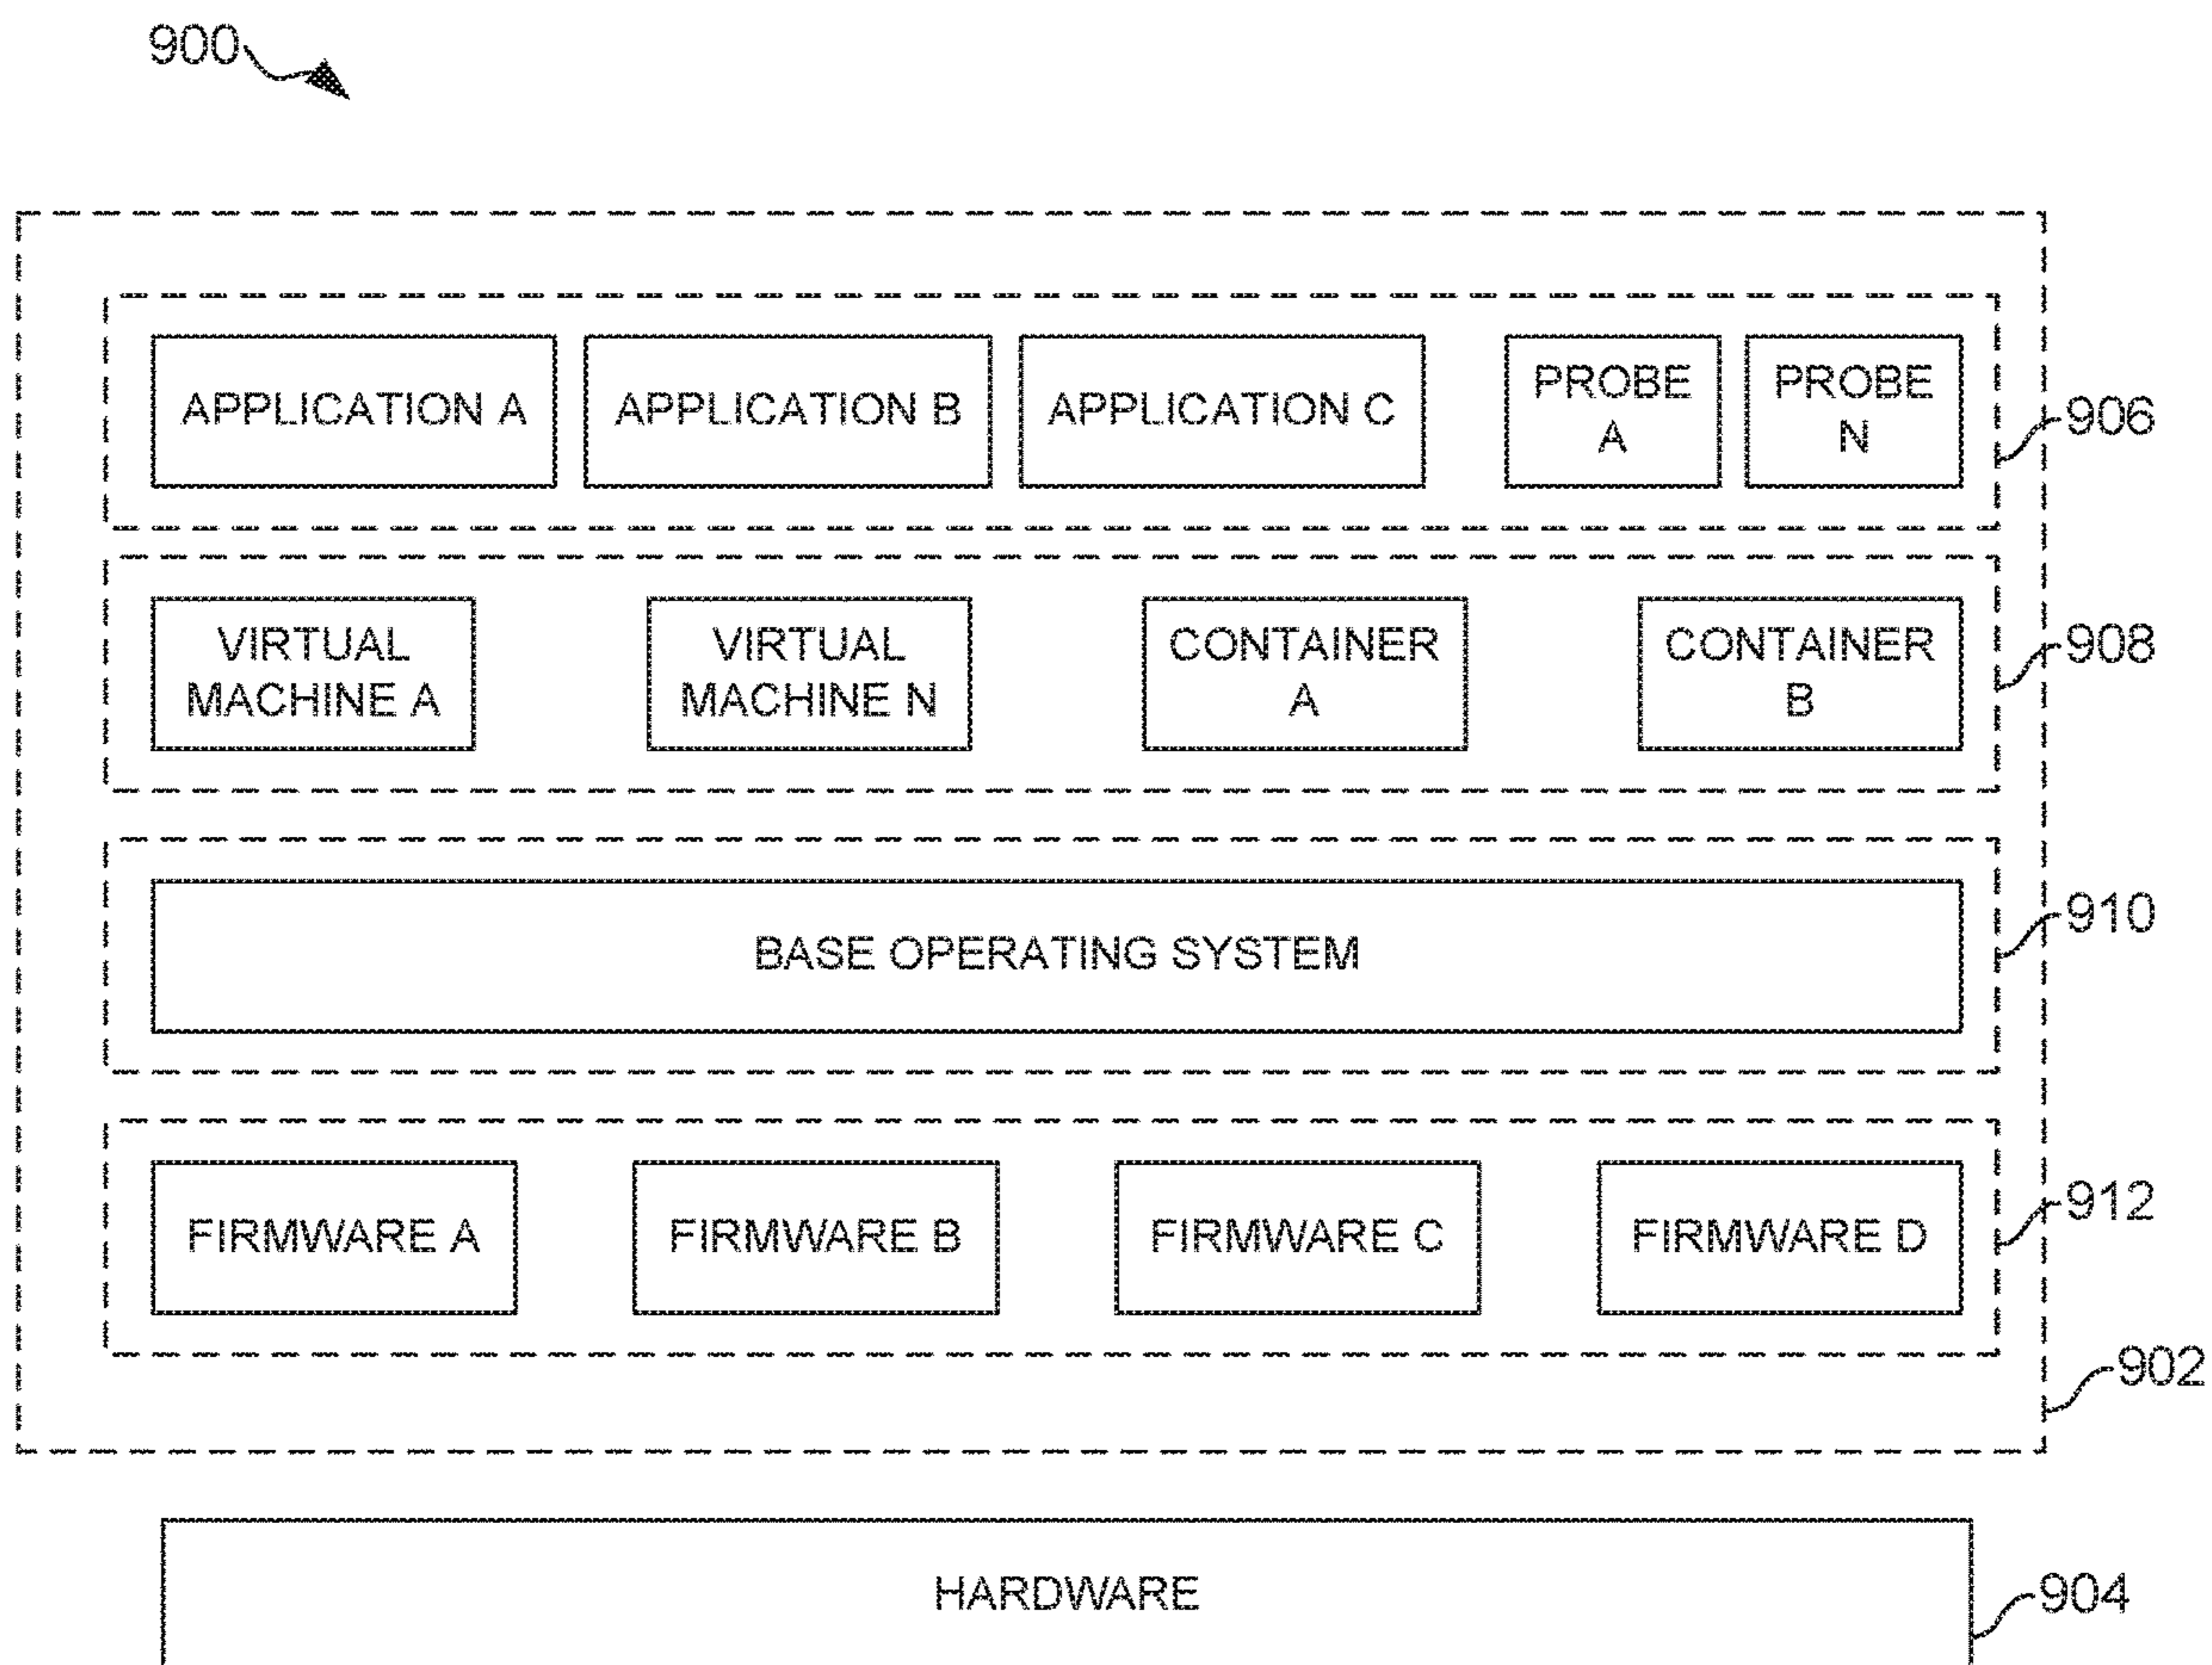 900
APPLICATION A
APPLICATION B
APPLICATION C
PROBE
A
PROBE
N
906
VIRTUAL
MACHINE A
VIRTUAL
MACHINE N
CONTAINER
A
CONTAINER
B
908
BASE OPERATING SYSTEM
910
FIRMWARE A
FIRMWARE B
FIRMWARE C
FIRMWARE D
912
902
HARDWARE
904